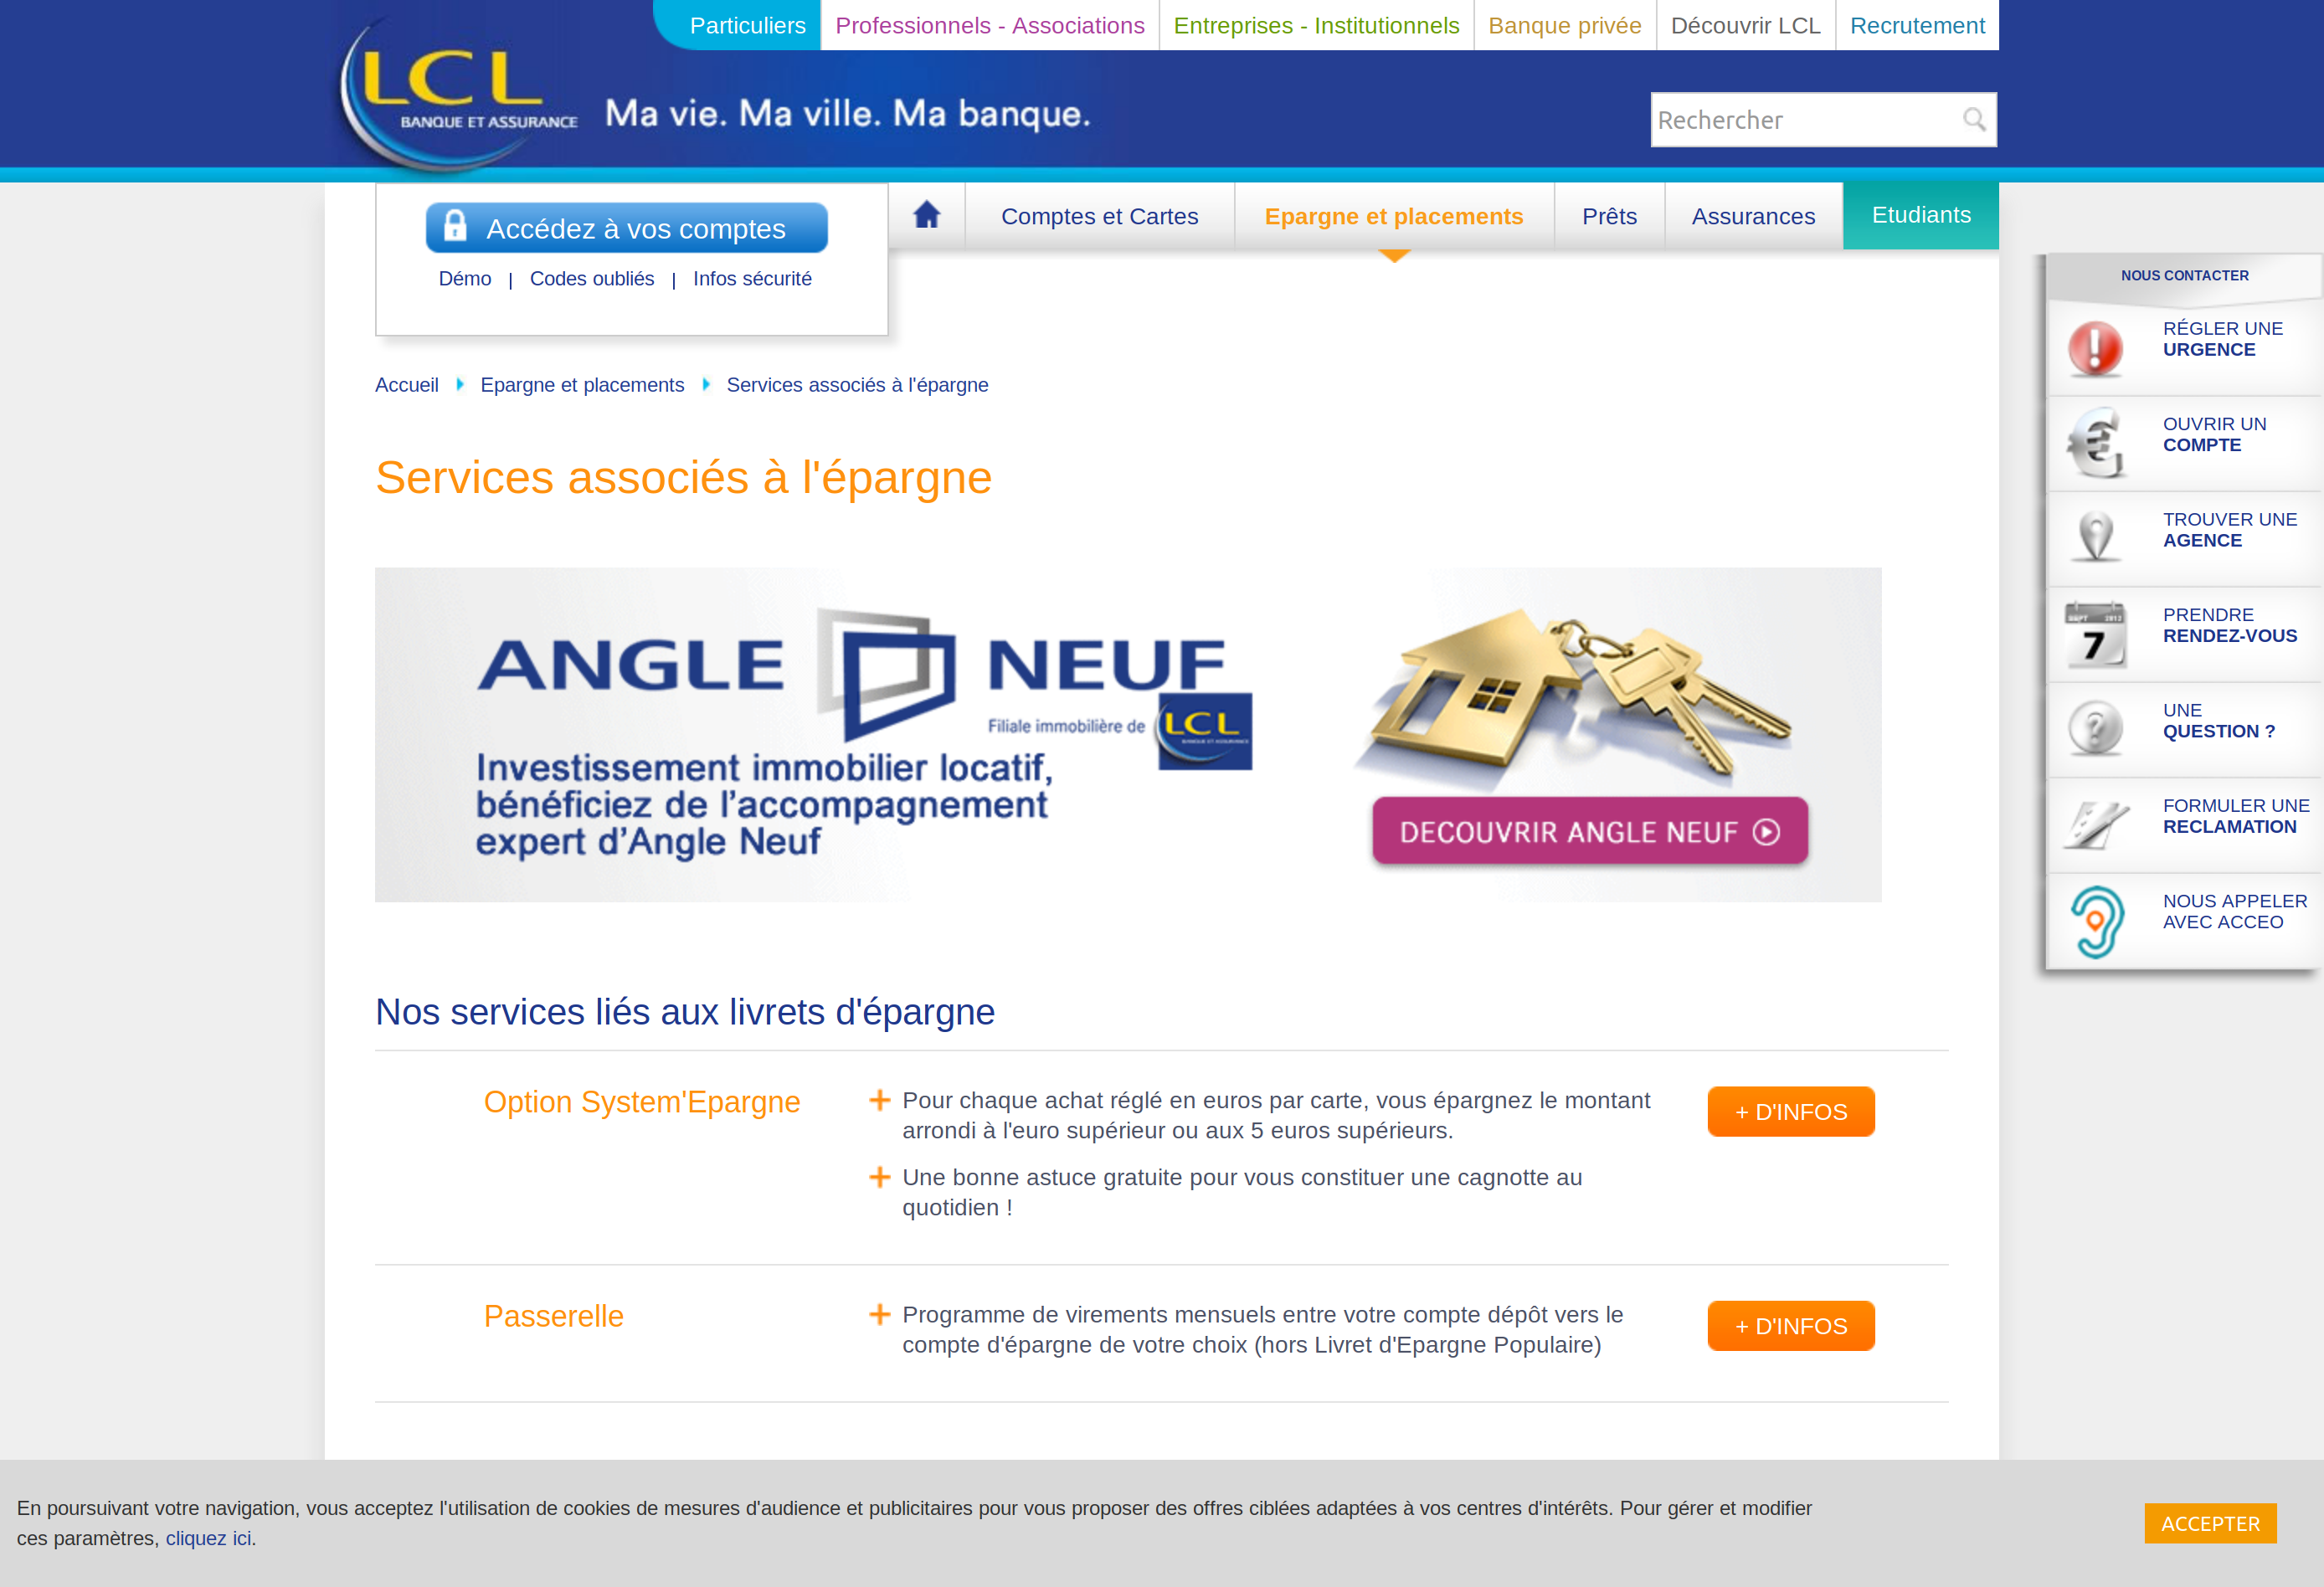 Particuliers
Professionnels - Associations
Entreprises - Institutionnels
Banque privée
Découvrir LCL
Recrutement
LCL
BANQUE ET ASSURANCE
Ma vie. Ma ville. Ma banque.
Rechercher
Accédez à vos comptes
Démo
Codes oubliés
Infos sécurité
Comptes et Cartes
Epargne et placements
Prêts
Assurances
Etudiants
NOUS CONTACTER
RÉGLER UNE
URGENCE
OUVRIR UN
COMPTE
TROUVER UNE
AGENCE
SEPT 2012
7
PRENDRE
RENDEZ-VOUS
UNE
QUESTION ?
FORMULER UNE
RECLAMATION
NOUS APPELER
AVEC ACCEO
Accueil
Epargne et placements
Services associés à l'épargne
Services associés à l'épargne
ANGLE NEUF
Filiale immobilière de LCL
BANQUE ET ASSURANCE
Investissement immobilier locatif,
bénéficiez de l’accompagnement
expert d’Angle Neuf
DECOUVRIR ANGLE NEUF
Nos services liés aux livrets d'épargne
Option System'Epargne
Pour chaque achat réglé en euros par carte, vous épargnez le montant
arrondi à l'euro supérieur ou aux 5 euros supérieurs.
Une bonne astuce gratuite pour vous constituer une cagnotte au
quotidien !
+ D'INFOS
Passerelle
Programme de virements mensuels entre votre compte dépôt vers le
compte d'épargne de votre choix (hors Livret d'Epargne Populaire)
+ D'INFOS
En poursuivant votre navigation, vous acceptez l'utilisation de cookies de mesures d'audience et publicitaires pour vous proposer des offres ciblées adaptées à vos centres d'intérêts. Pour gérer et modifier
ces paramètres, cliquez ici.
ACCEPTER